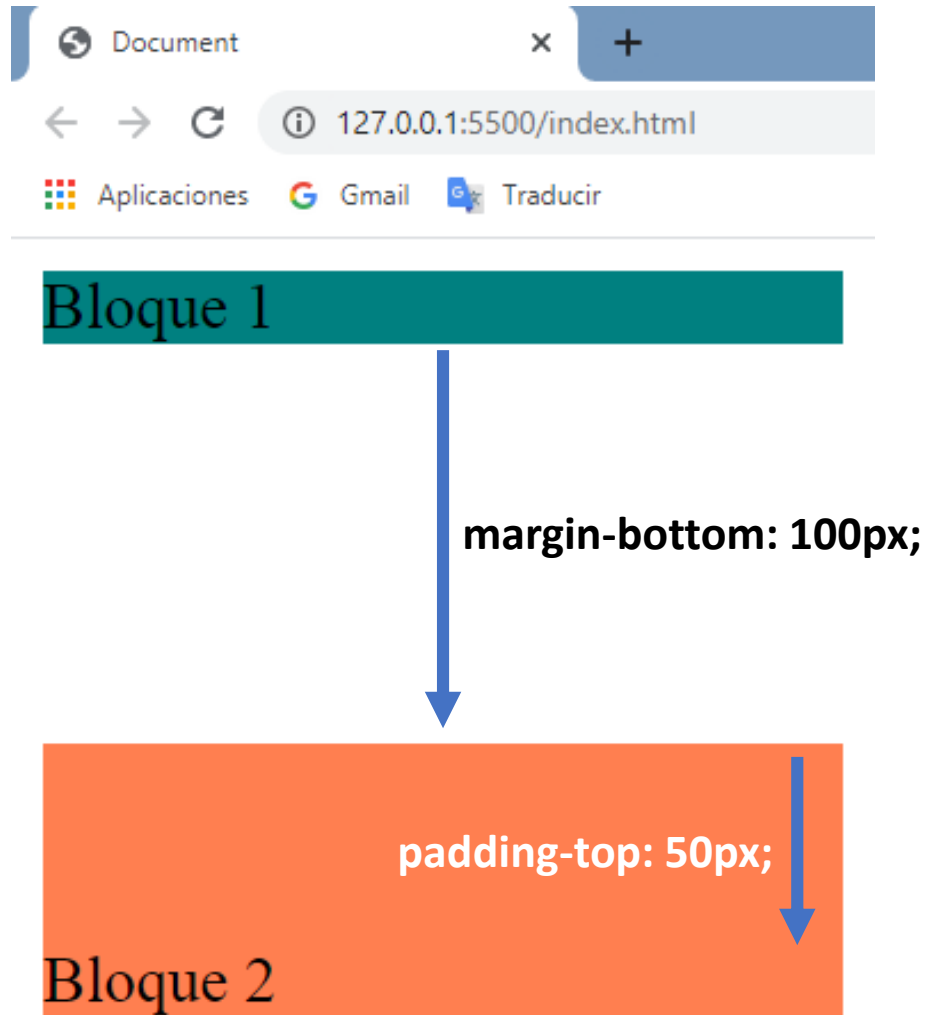 Document
127.0.0.1:5500/index.html
Aplicaciones Gmail Traducir
Bloque 1
margin-bottom: 100px;
padding-top: 50px;
Bloque 2